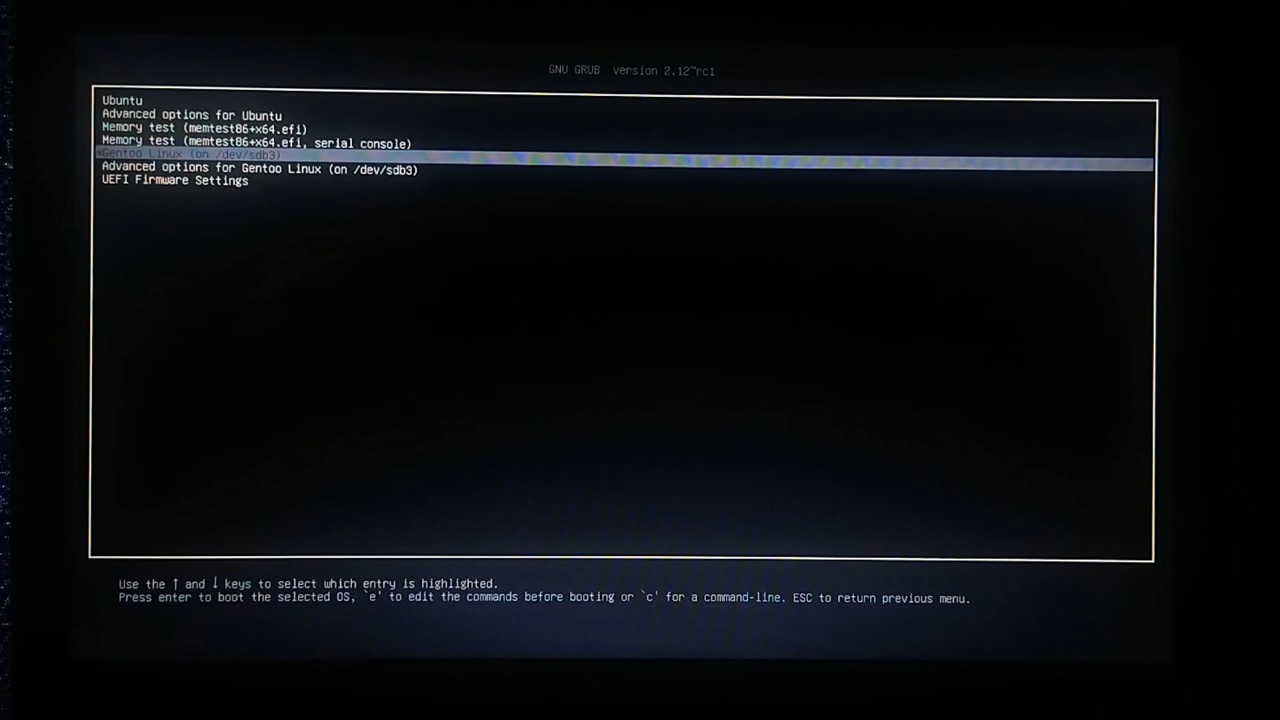 GNU GRUB  version 2.12~rc1
Ubuntu
Advanced options for Ubuntu
Memory test (memtest86+x64.efi)
Memory test (memtest86+x64.efi, serial console)
*Gentoo Linux (on /dev/sdb3)
Advanced options for Gentoo Linux (on /dev/sdb3)
UEFI Firmware Settings
Use the ↑ and ↓ keys to select which entry is highlighted.
Press enter to boot the selected OS, `e' to edit the commands before booting or `c' for a command-line. ESC to return previous menu.